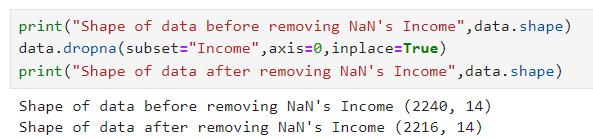 print("Shape of data before removing NaN's Income",data.shape)
data.dropna(subset="Income",axis=0,inplace=True)
print("Shape of data after removing NaN's Income",data.shape)
Shape of data before removing NaN's Income (2240, 14)
Shape of data after removing NaN's Income (2216, 14)